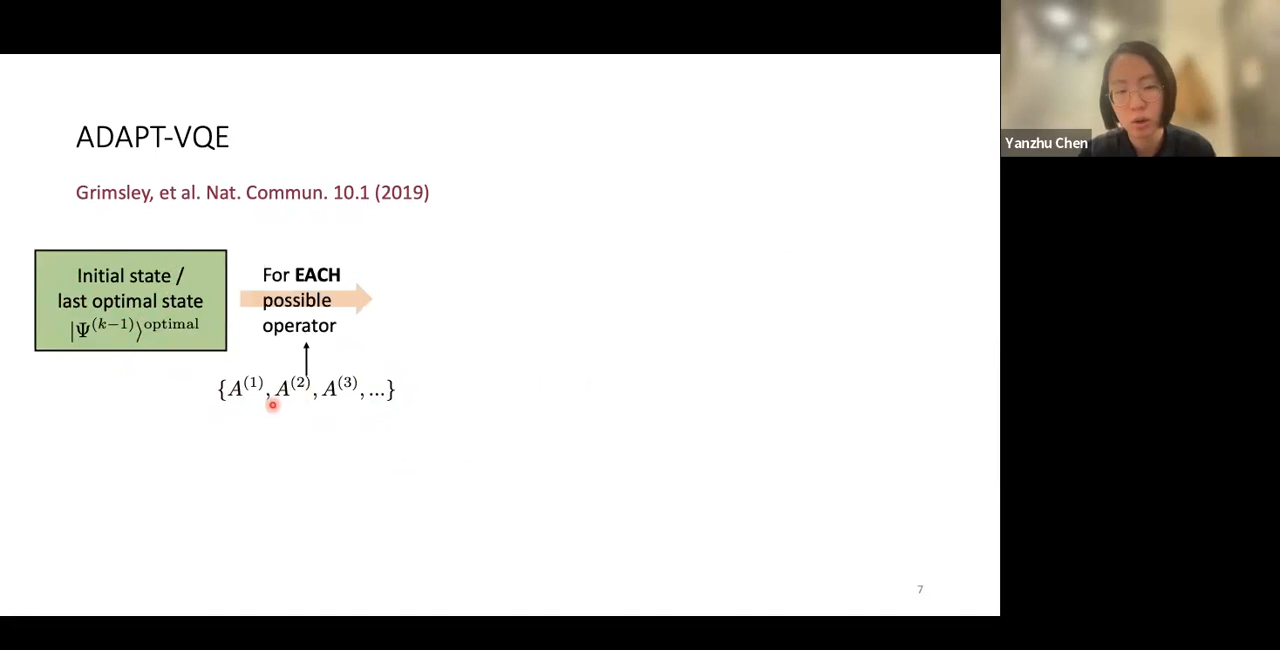 ADAPT-VQE
Grimsley, et al. Nat. Commun. 10.1 (2019)
Initial state /
last optimal state
|Ψ^(k−1)⟩^optimal
For EACH
possible
operator
{A^(1), A^(2), A^(3), ...}
7
Yanzhu Chen